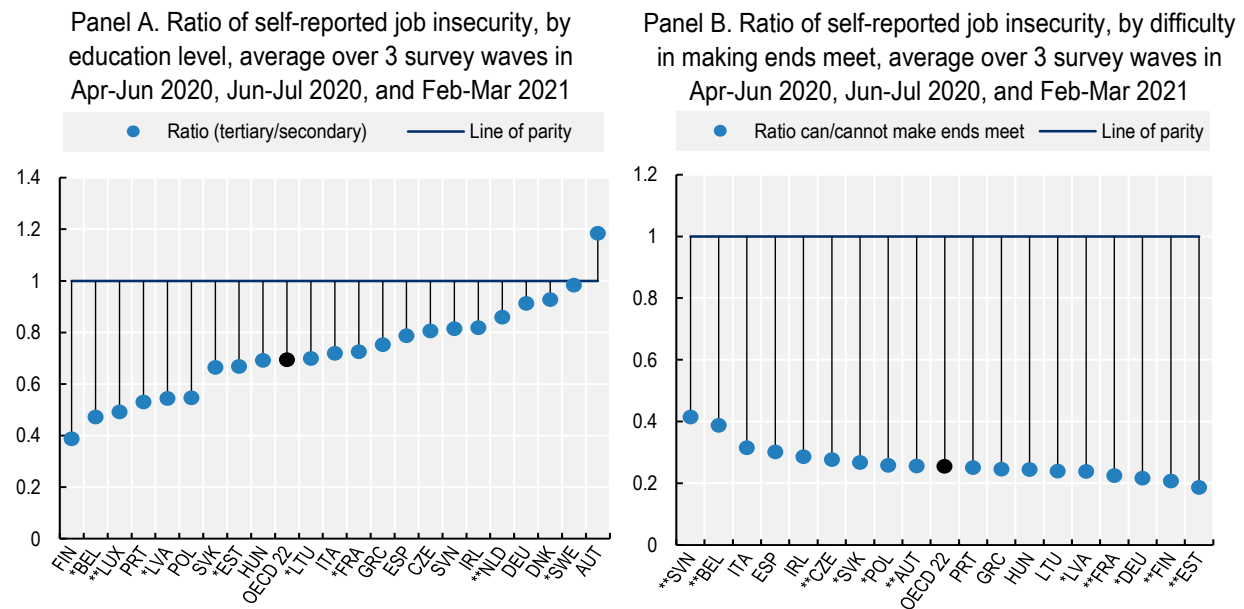 Panel A. Ratio of self-reported job insecurity, by
education level, average over 3 survey waves in
Apr-Jun 2020, Jun-Jul 2020, and Feb-Mar 2021
Ratio (tertiary/secondary) Line of parity
1.4
1.2
1
0.8
0.6
0.4
0.2
0
FIN *BEL **LUX PRT *LVA POL SVK *EST HUN OECD 22 *LTU ITA *FRA GRC ESP CZE SVN IRL **NLD DEU DNK *SWE AUT
Panel B. Ratio of self-reported job insecurity, by difficulty
in making ends meet, average over 3 survey waves in
Apr-Jun 2020, Jun-Jul 2020, and Feb-Mar 2021
Ratio can/cannot make ends meet Line of parity
1.2
1
0.8
0.6
0.4
0.2
0
**SVN **BEL ITA ESP IRL **CZE *SVK *POL **AUT OECD 22 PRT GRC HUN LTU *LVA **FRA *DEU **FIN **EST